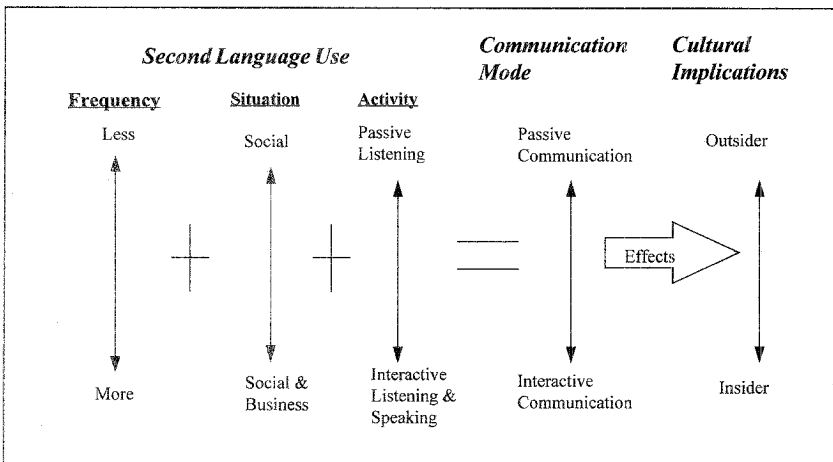 Second Language Use
Communication
Mode
Cultural
Implications
Frequency
Situation
Activity
Less
Social
Passive
Listening
Passive
Communication
Outsider
Effects
More
Social &
Business
Interactive
Listening &
Speaking
Interactive
Communication
Insider